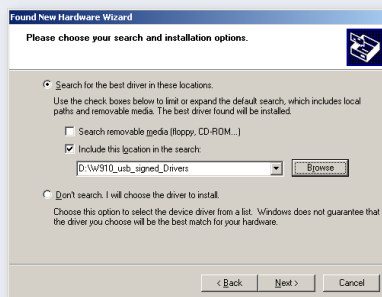 Found New Hardware Wizard
Please choose your search and installation options.
Search for the best driver in these locations.
Use the check boxes below to limit or expand the default search, which includes local
paths and removable media. The best driver found will be installed.
Search removable media (floppy, CD-ROM...)
Include this location in the search:
D:\W910_usb_signed_Drivers
Browse
Don't search. I will choose the driver to install.
Choose this option to select the device driver from a list. Windows does not guarantee that
the driver you choose will be the best match for your hardware.
< Back
Next >
Cancel